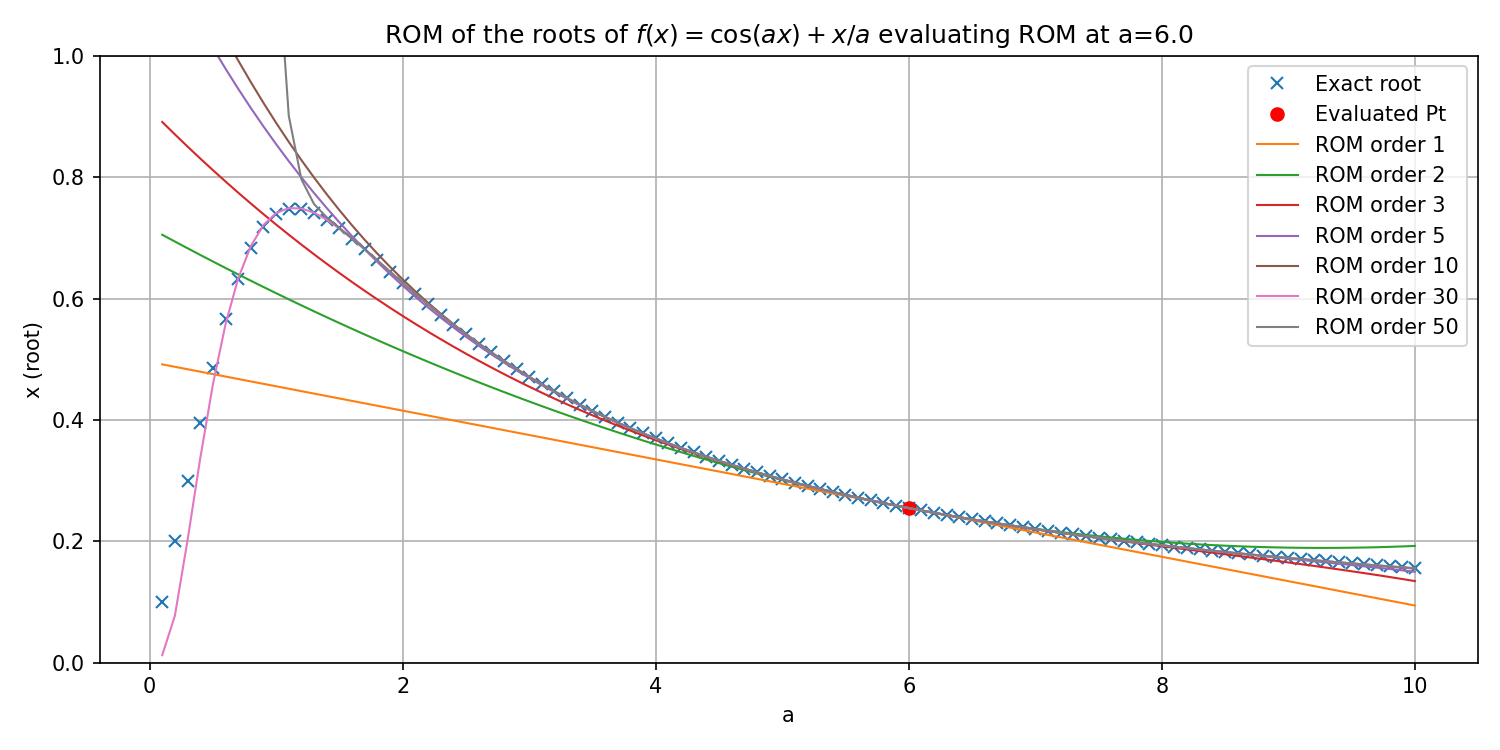 ROM of the roots of f(x) = cos(ax) + x/a evaluating ROM at a=6.0
1.0
0.8
0.6
0.4
0.2
0.0
x (root)
Exact root
Evaluated Pt
ROM order 1
ROM order 2
ROM order 3
ROM order 5
ROM order 10
ROM order 30
ROM order 50
0 2 4 6 8 10
a